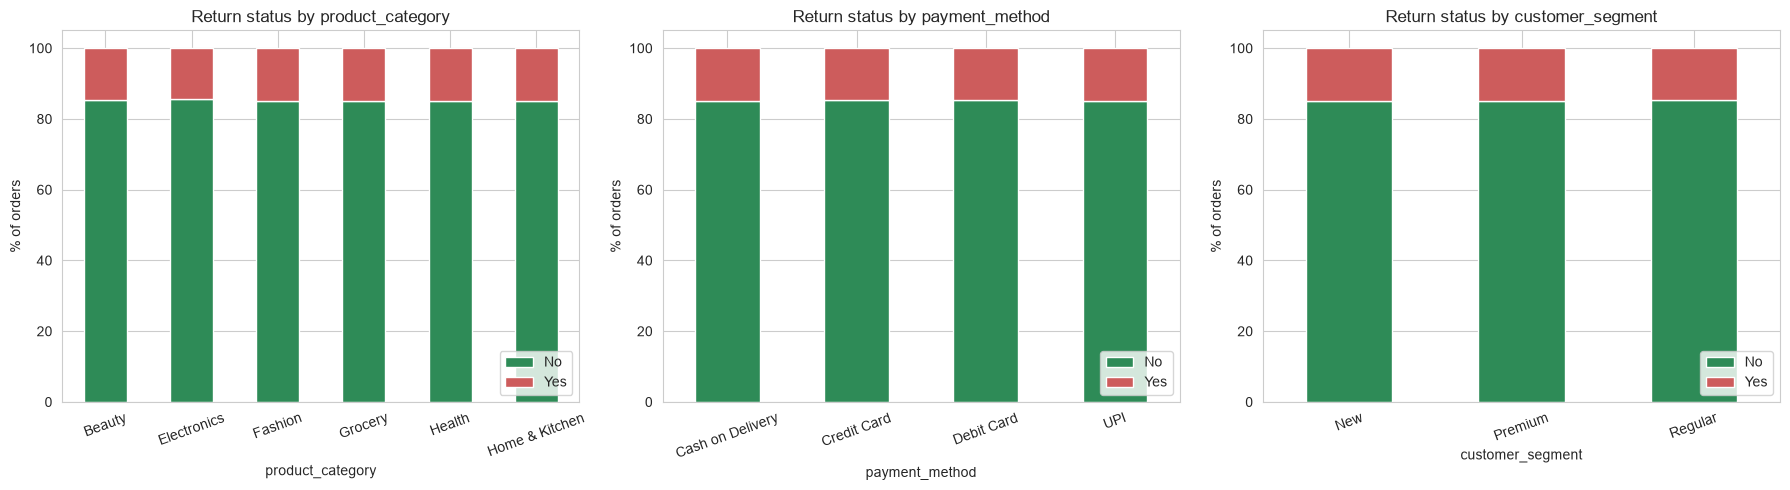 Return status by product_category
% of orders
100
80
60
40
20
0
No
Yes
Beauty
Electronics
Fashion
Grocery
Health
Home & Kitchen
product_category
Return status by payment_method
% of orders
100
80
60
40
20
0
No
Yes
Cash on Delivery
Credit Card
Debit Card
UPI
payment_method
Return status by customer_segment
% of orders
100
80
60
40
20
0
No
Yes
New
Premium
Regular
customer_segment